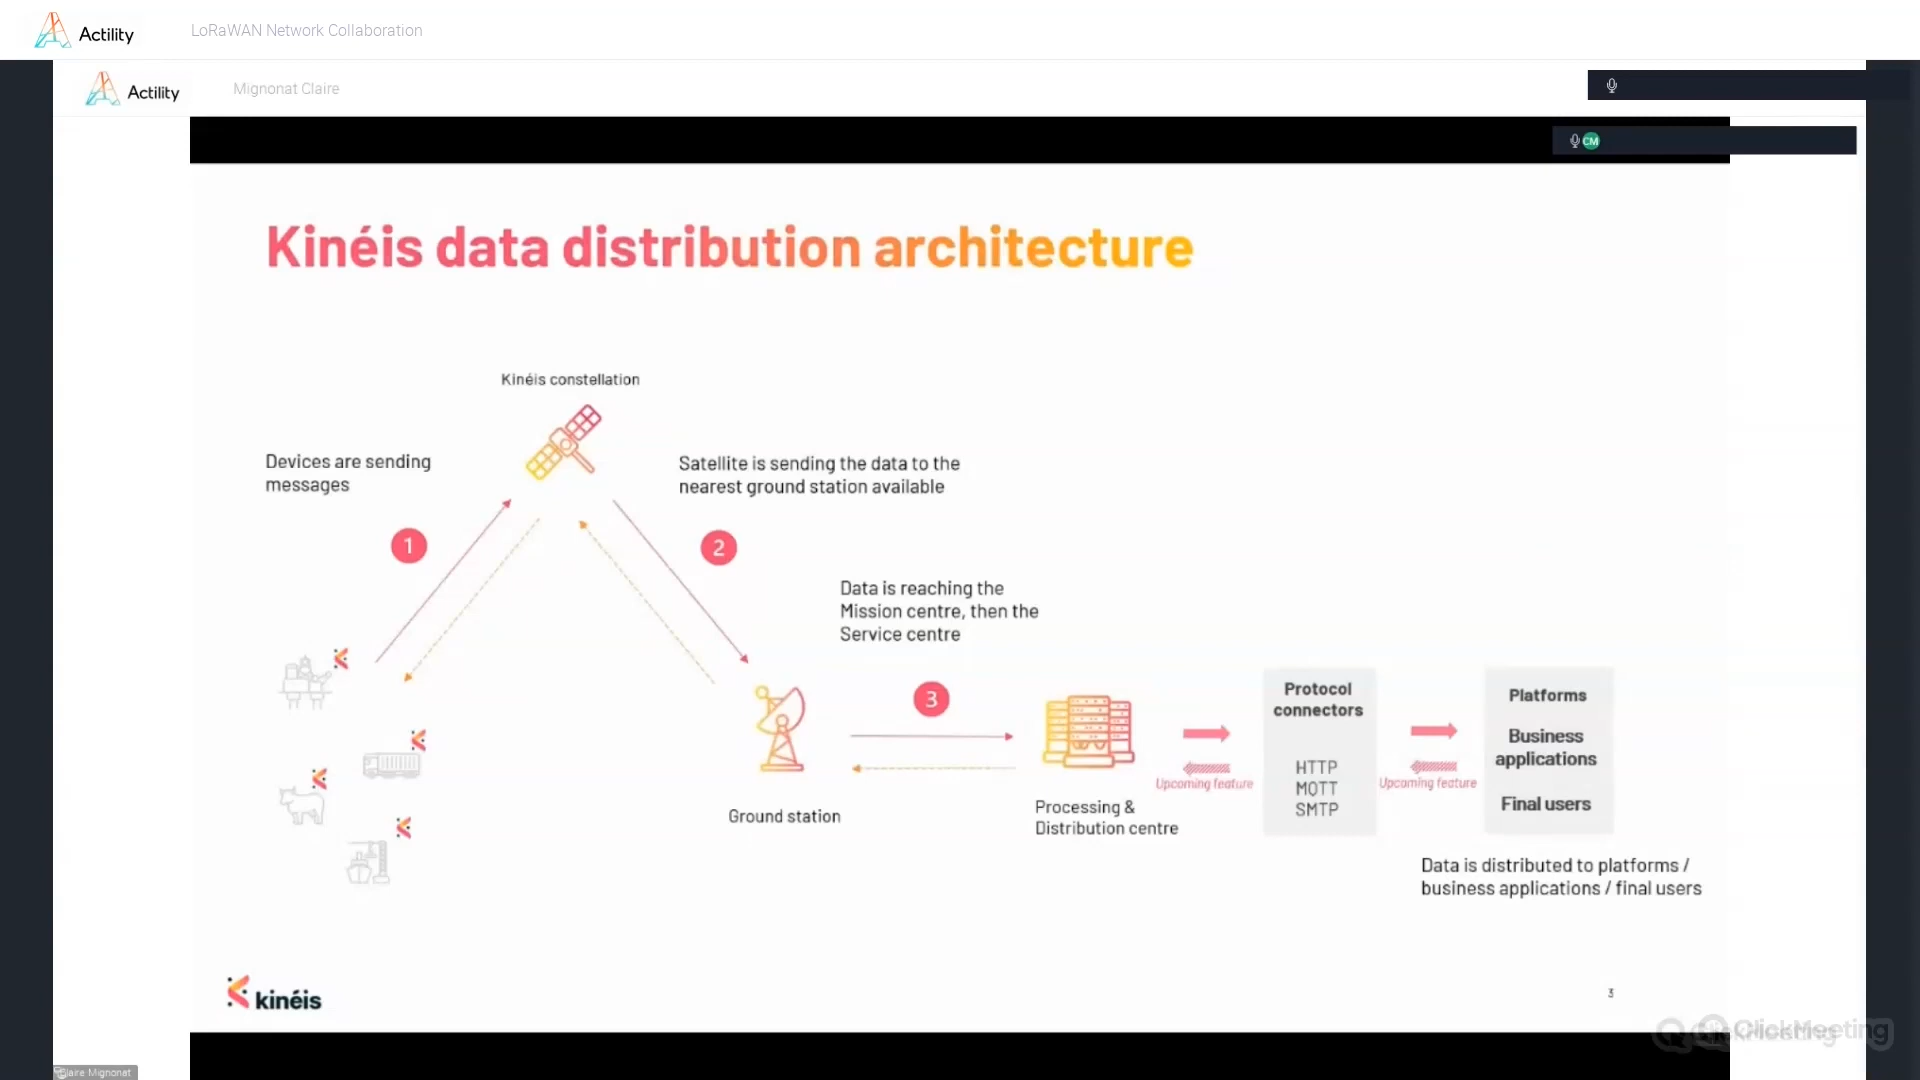 Actility
LoRaWAN Network Collaboration
Actility
Mignonat Claire
CM
Kinéis data distribution architecture
Kinéis constellation
Devices are sending
messages
Satellite is sending the data to the
nearest ground station available
1
2
Data is reaching the
Mission centre, then the
Service centre
3
Protocol
connectors
HTTP
MQTT
SMTP
Platforms
Business
applications
Final users
Upcoming feature
Upcoming feature
Ground station
Processing &
Distribution centre
Data is distributed to platforms /
business applications / final users
kinéis
3
ClickMeeting
Claire Mignonat